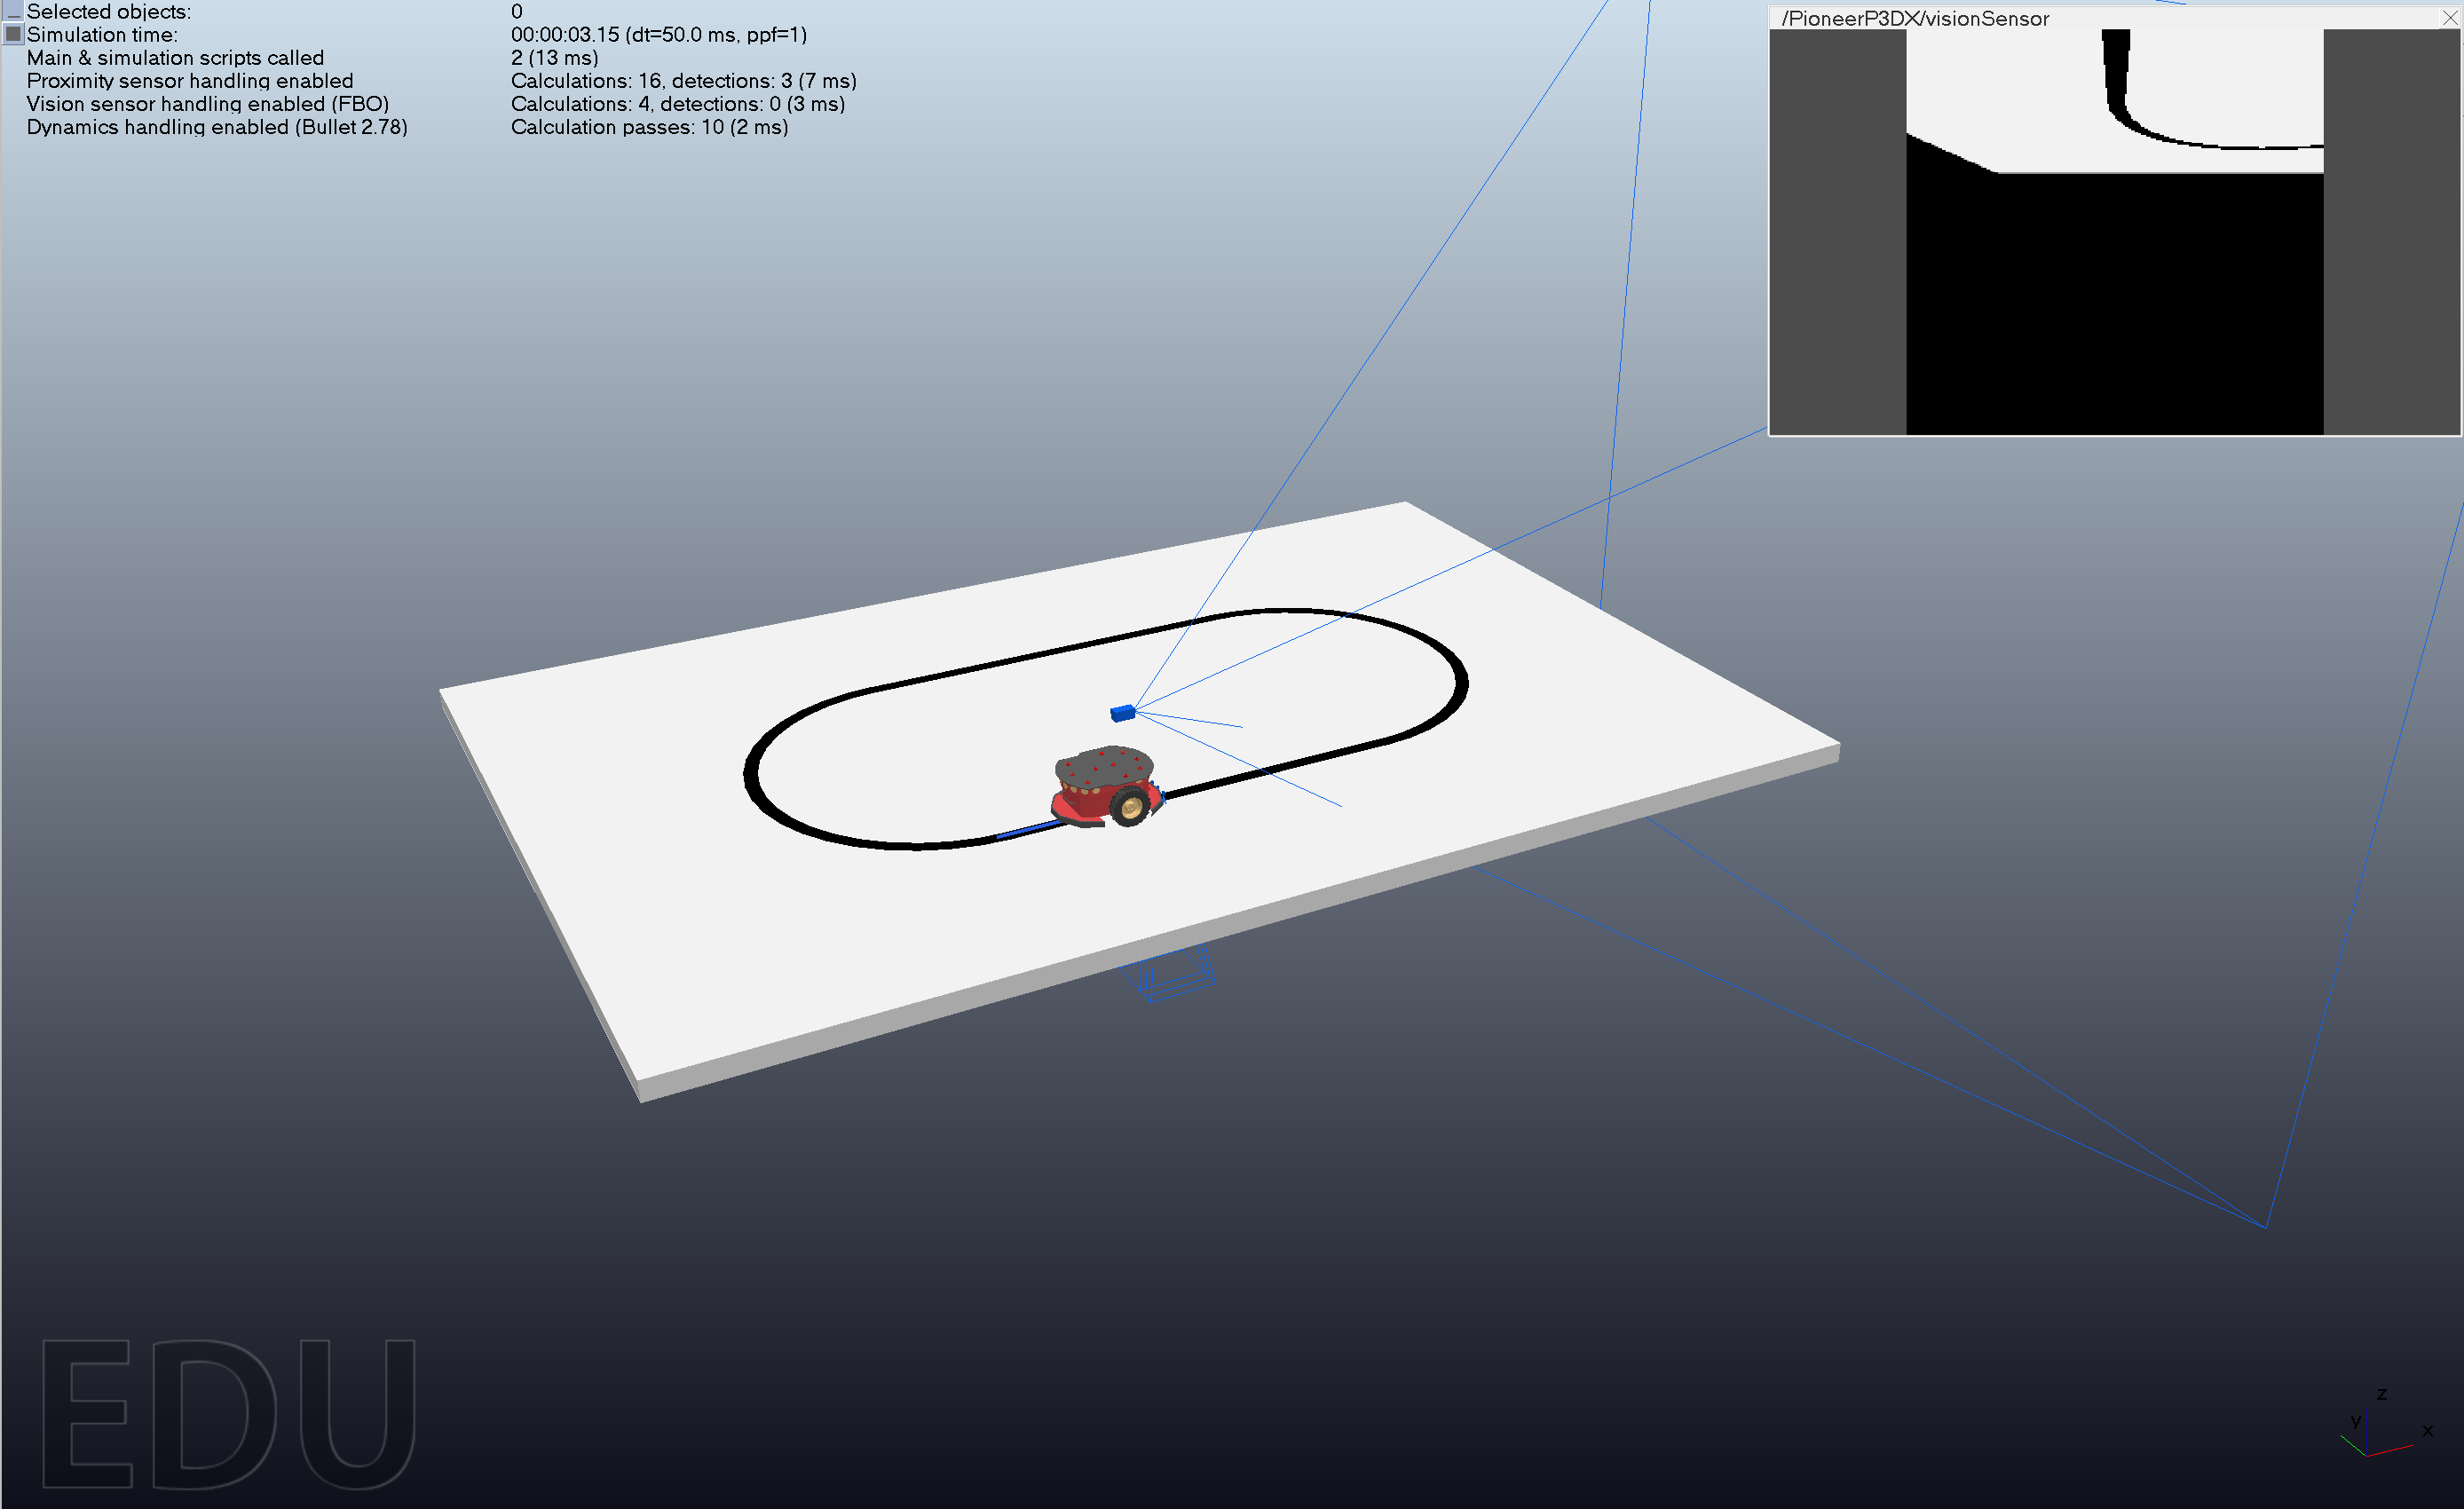 Selected objects: 0
Simulation time: 00:00:03.15 (dt=50.0 ms, ppf=1)
Main & simulation scripts called 2 (13 ms)
Proximity sensor handling enabled Calculations: 16, detections: 3 (7 ms)
Vision sensor handling enabled (FBO) Calculations: 4, detections: 0 (3 ms)
Dynamics handling enabled (Bullet 2.78) Calculation passes: 10 (2 ms)
/PioneerP3DX/visionSensor
EDU
z
y
x